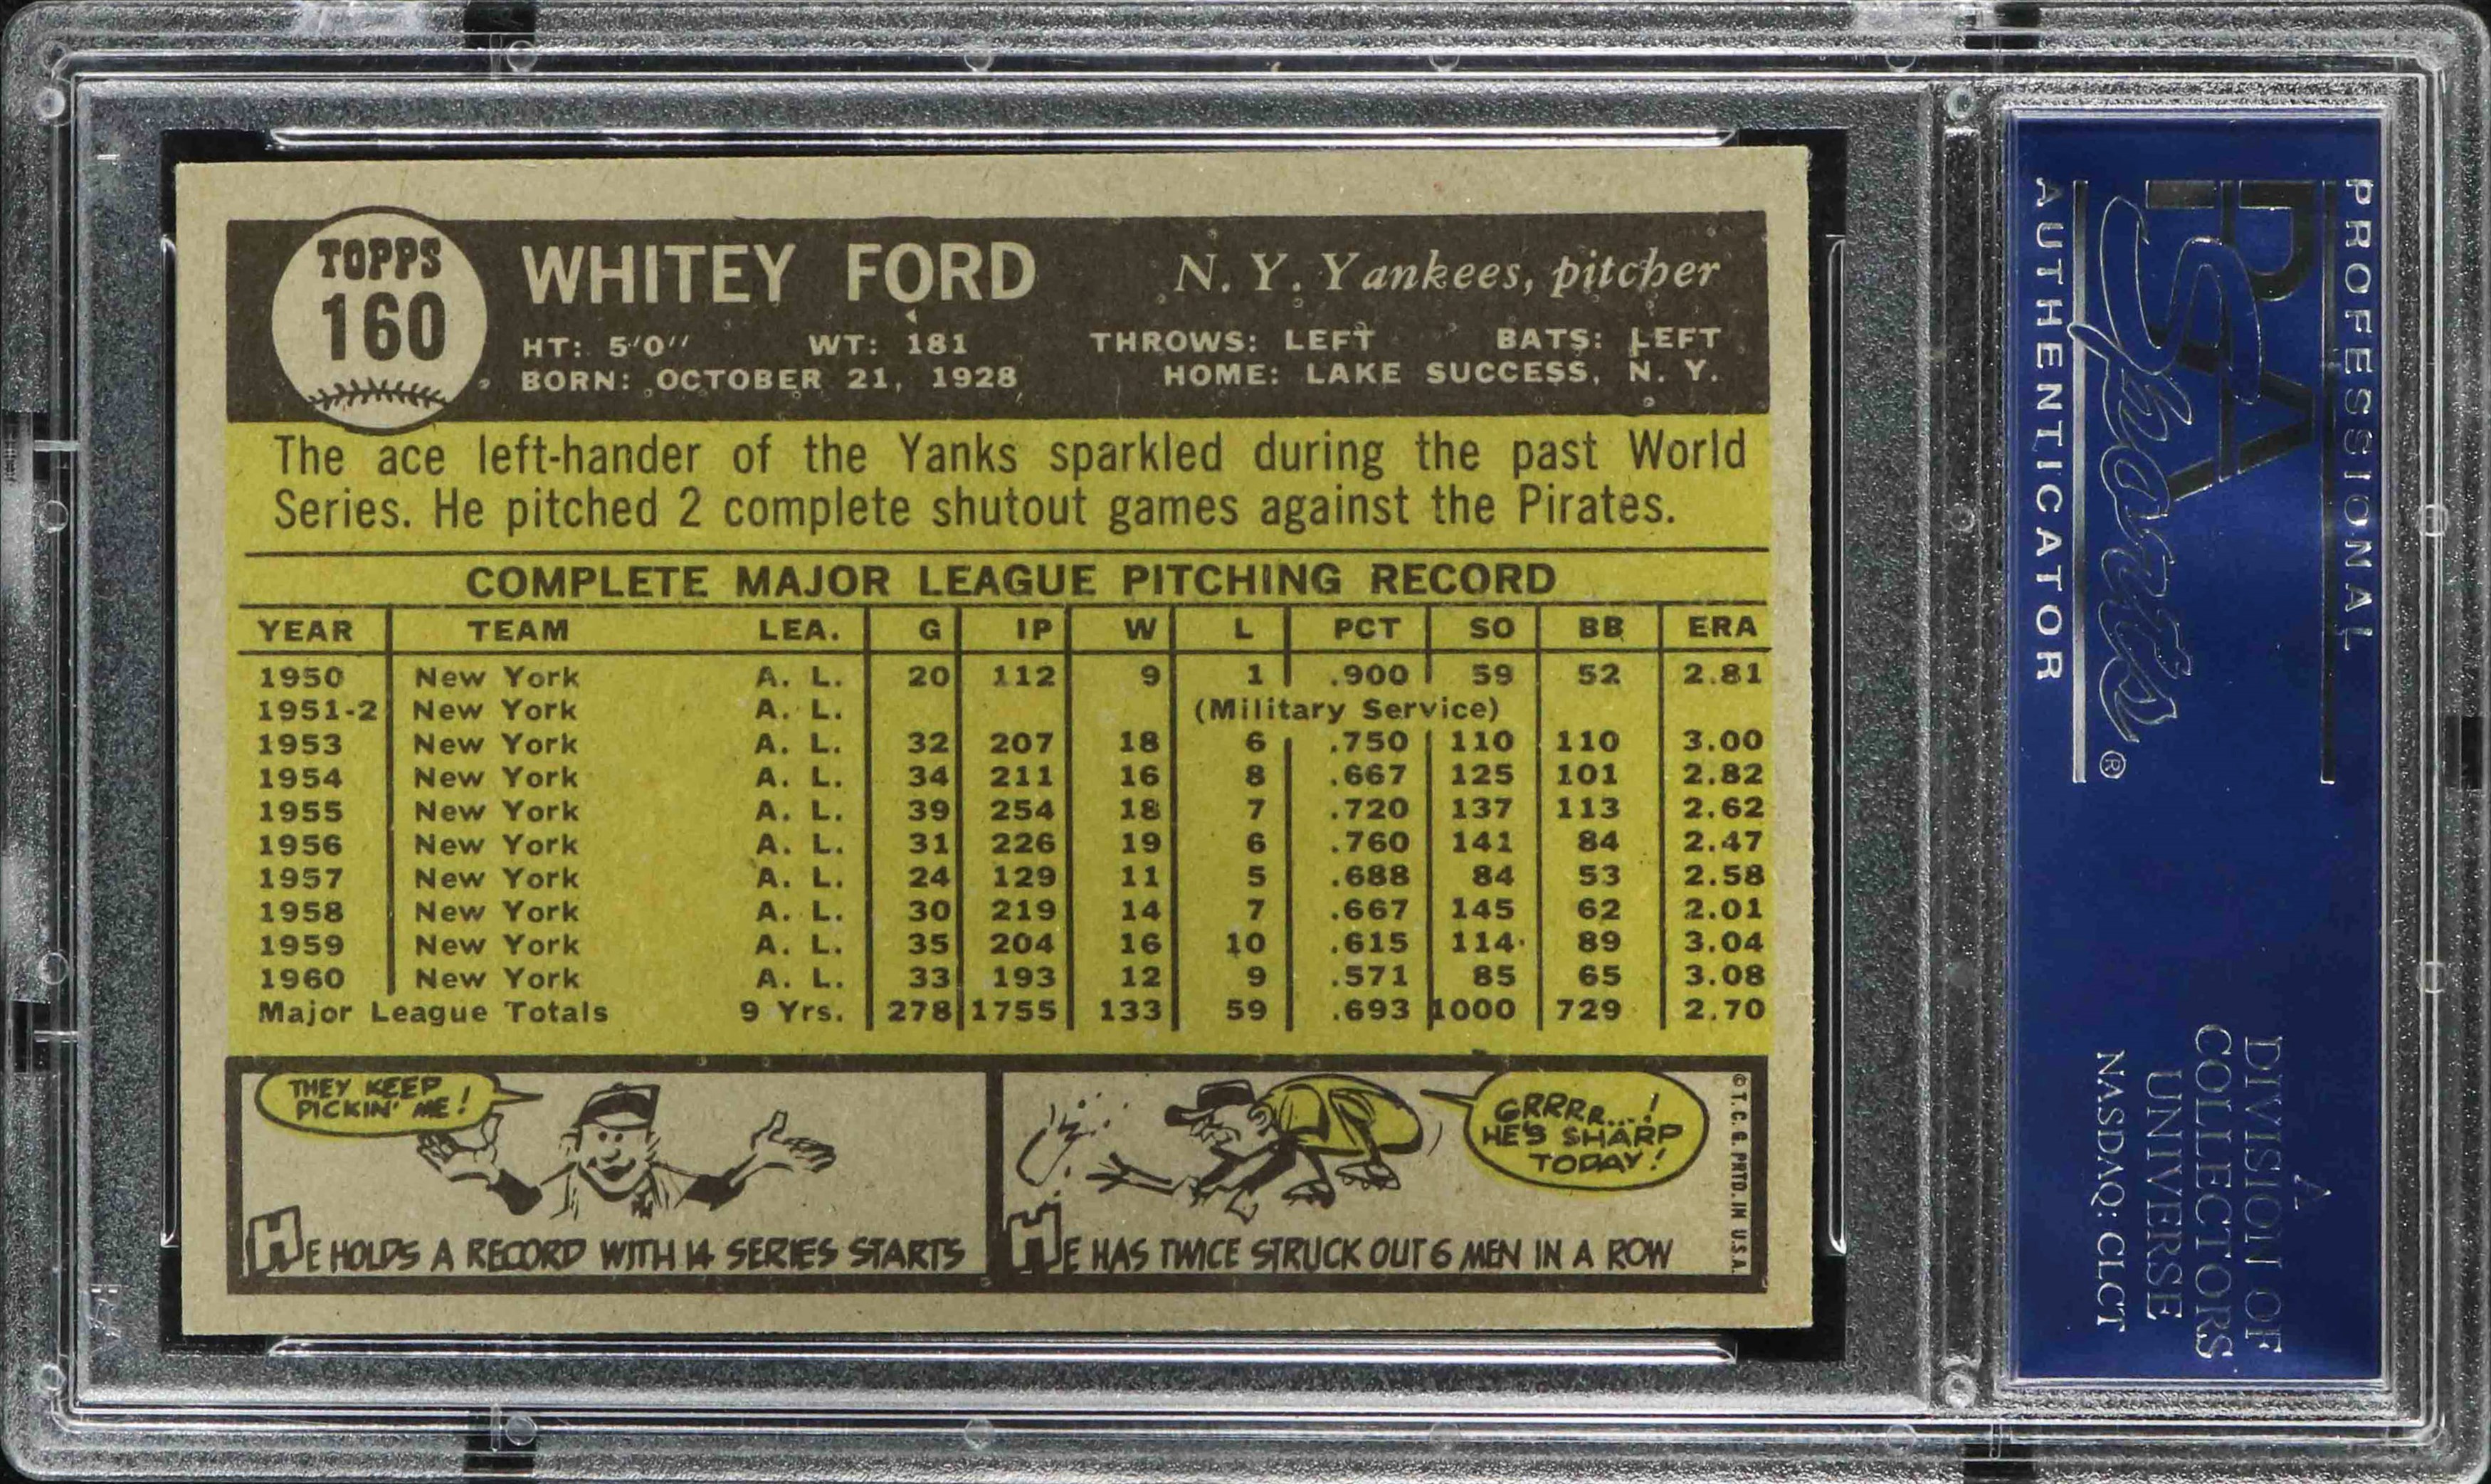 TOPPS
160
WHITEY FORD
N. Y. Yankees, pitcher
HT: 5'0" WT: 181 THROWS: LEFT BATS: LEFT
BORN: OCTOBER 21, 1928 HOME: LAKE SUCCESS, N. Y.
The ace left-hander of the Yanks sparkled during the past World
Series. He pitched 2 complete shutout games against the Pirates.
COMPLETE MAJOR LEAGUE PITCHING RECORD
YEAR TEAM LEA. G IP W L PCT SO BB ERA
1950 New York A. L. 20 112 9 1 .900 59 52 2.81
1951-2 New York A. L. (Military Service)
1953 New York A. L. 32 207 18 6 .750 110 110 3.00
1954 New York A. L. 34 211 16 8 .667 125 101 2.82
1955 New York A. L. 39 254 18 7 .720 137 113 2.62
1956 New York A. L. 31 226 19 6 .760 141 84 2.47
1957 New York A. L. 24 129 11 5 .688 84 53 2.58
1958 New York A. L. 30 219 14 7 .667 145 62 2.01
1959 New York A. L. 35 204 16 10 .615 114 89 3.04
1960 New York A. L. 33 193 12 9 .571 85 65 3.08
Major League Totals 9 Yrs. 278 1755 133 59 .693 1000 729 2.70
THEY KEEP
PICKIN' ME!
HE HOLDS A RECORD WITH 14 SERIES STARTS
GRRRR...!
HE'S SHARP
TODAY!
HE HAS TWICE STRUCK OUT 6 MEN IN A ROW
© T. C. G. PRTD. IN U.S.A.
PROFESSIONAL
PSA
Sports®
AUTHENTICATOR
A
DIVISION OF
COLLECTORS
UNIVERSE
NASDAQ: CLCT